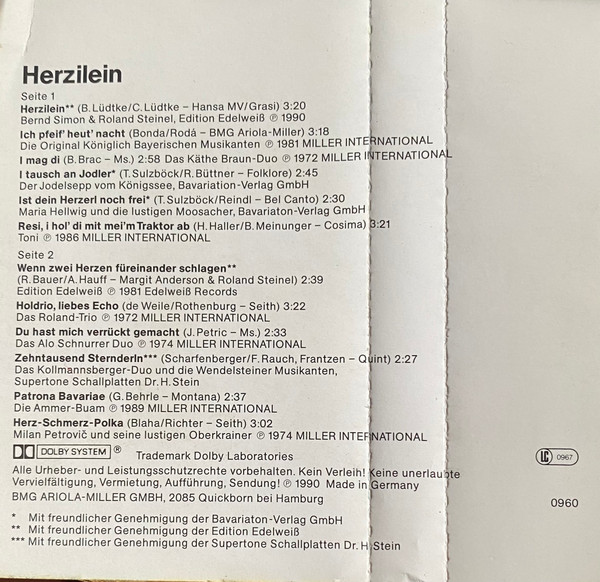 Herzilein
Seite 1
Herzilein** (B. Lüdtke/C. Lüdtke – Hansa MV/Grasi) 3:20
Bernd Simon & Roland Steinel, Edition Edelweiß ℗ 1990
Ich pfeif' heut' nacht (Bonda/Rodá – BMG Ariola-Miller) 3:18
Die Original Königlich Bayerischen Musikanten ℗ 1981 MILLER INTERNATIONAL
I mag di (B. Brac – Ms.) 2:58 Das Käthe Braun-Duo ℗ 1972 MILLER INTERNATIONAL
I tausch an Jodler* (T. Sulzböck/R. Büttner – Folklore) 2:45
Der Jodelsepp vom Königssee, Bavariation-Verlag GmbH
Ist dein Herzerl noch frei* (T. Sulzböck/Reindl – Bel Canto) 2:30
Maria Hellwig und die lustigen Moosacher, Bavariaton-Verlag GmbH
Resi, i hol' di mit mei'm Traktor ab (H. Haller/B. Meinunger – Cosima) 3:21
Toni ℗ 1986 MILLER INTERNATIONAL
Seite 2
Wenn zwei Herzen füreinander schlagen**
(R. Bauer/A. Hauff – Margit Anderson & Roland Steinel) 2:39
Edition Edelweiß ℗ 1981 Edelweiß Records
Holdrio, liebes Echo (de Weile/Rothenburg – Seith) 3:22
Das Roland-Trio ℗ 1972 MILLER INTERNATIONAL
Du hast mich verrückt gemacht (J. Petric – Ms.) 2:33
Das Alo Schnurrer Duo ℗ 1974 MILLER INTERNATIONAL
Zehntausend Sternderln*** (Scharfenberger/F. Rauch, Frantzen – Quint) 2:27
Das Kollmannsberger-Duo und die Wendelsteiner Musikanten,
Supertone Schallplatten Dr. H. Stein
Patrona Bavariae (G. Behrle – Montana) 2:37
Die Ammer-Buam ℗ 1989 MILLER INTERNATIONAL
Herz-Schmerz-Polka (Blaha/Richter – Seith) 3:02
Milan Petrovič und seine lustigen Oberkrainer ℗ 1974 MILLER INTERNATIONAL
DOLBY SYSTEM ® Trademark Dolby Laboratories
LC 0967
Alle Urheber- und Leistungsschutzrechte vorbehalten. Kein Verleih! Keine unerlaubte
Vervielfältigung, Vermietung, Aufführung, Sendung! ℗ 1990 Made in Germany
BMG ARIOLA-MILLER GMBH, 2085 Quickborn bei Hamburg
0960
* Mit freundlicher Genehmigung der Bavariaton-Verlag GmbH
** Mit freundlicher Genehmigung der Edition Edelweiß
*** Mit freundlicher Genehmigung der Supertone Schallplatten Dr. H. Stein